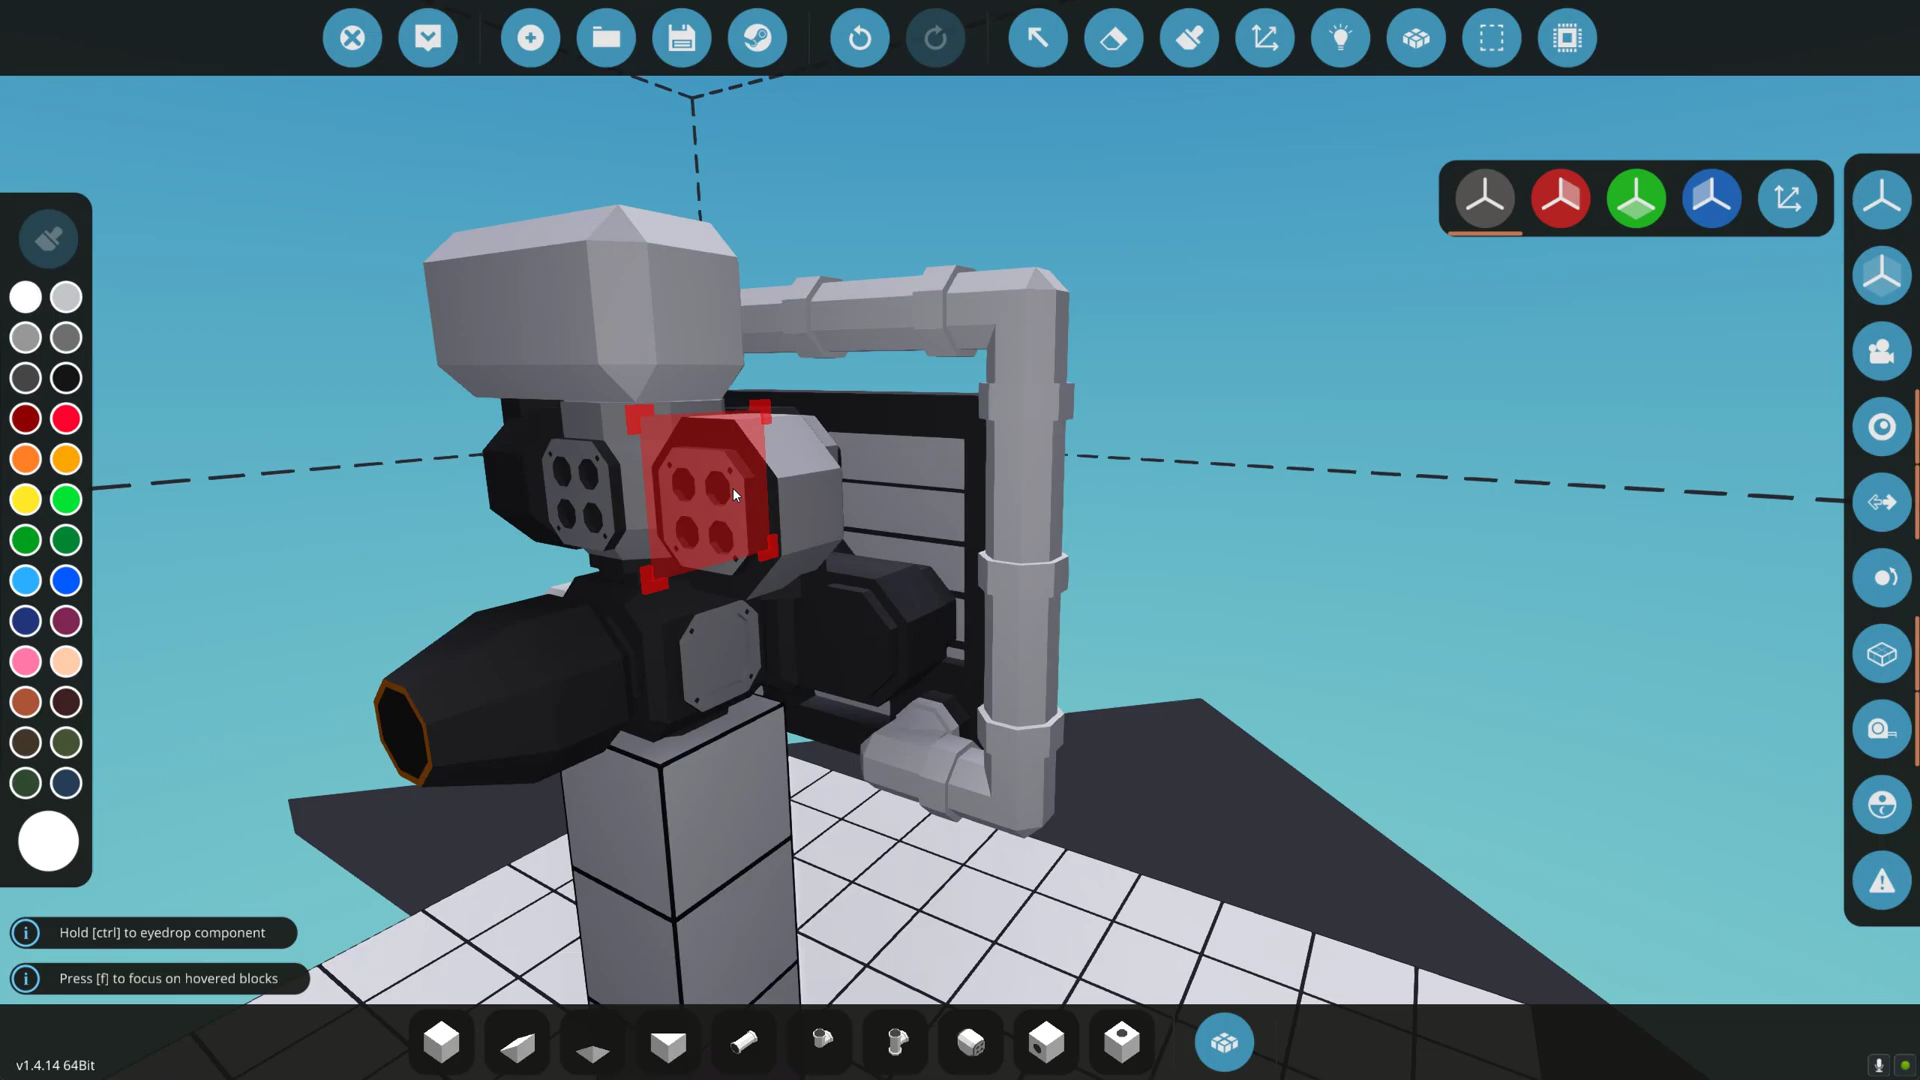 Hold [ctrl] to eyedrop component
Press [f] to focus on hovered blocks
v1.4.14 64Bit